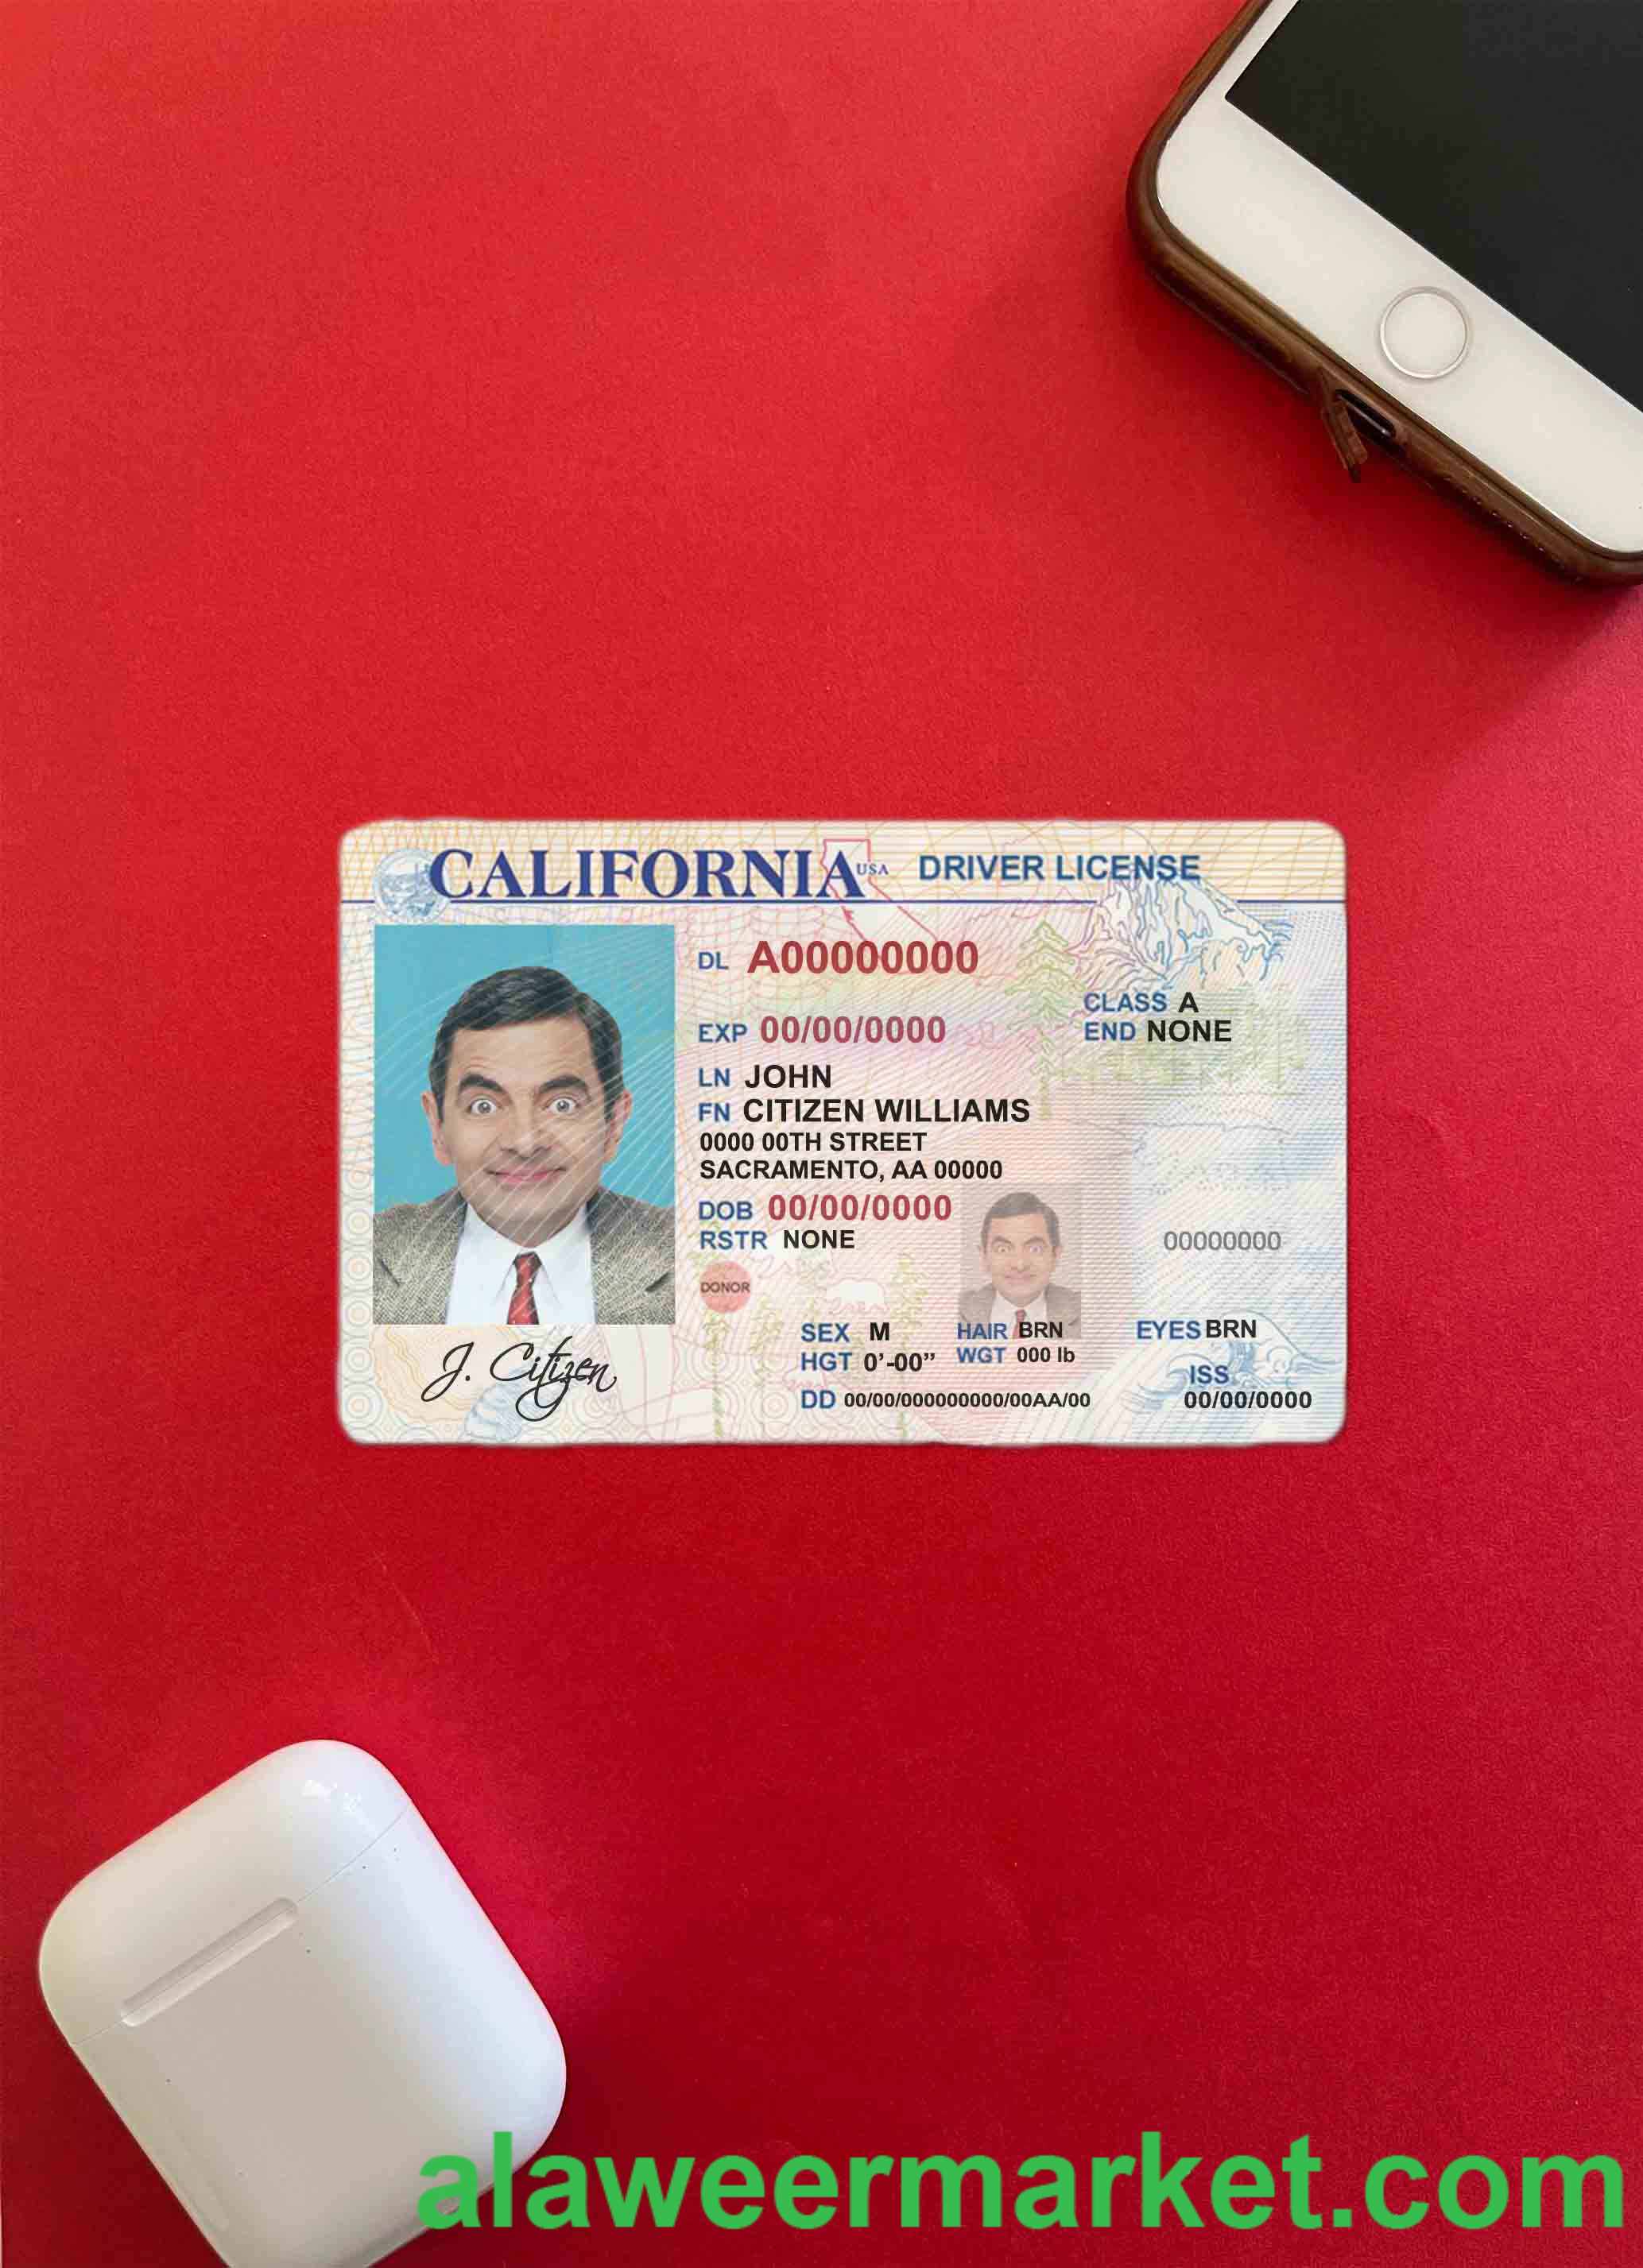 CALIFORNIA USA DRIVER LICENSE
DL A00000000
CLASS A
EXP 00/00/0000
END NONE
LN JOHN
FN CITIZEN WILLIAMS
0000 00TH STREET
SACRAMENTO, AA 00000
DOB 00/00/0000
RSTR NONE
00000000
DONOR
SEX M HAIR BRN EYES BRN
HGT 0'-00” WGT 000 lb
ISS
DD 00/00/000000000/00AA/00 00/00/0000
J. Citizen
alaweermarket.com